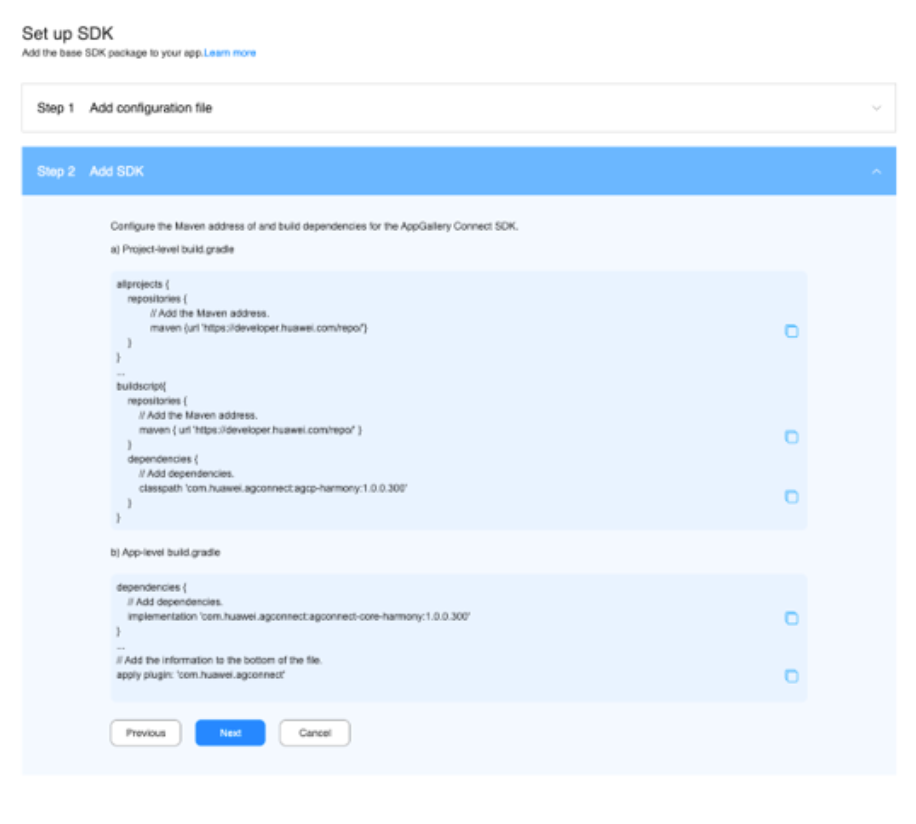 Set up SDK
Add the base SDK package to your app.Learn more
Step 1 Add configuration file
Step 2 Add SDK
Configure the Maven address of and build dependencies for the AppGallery Connect SDK.
a) Project-level build.gradle
allprojects {
repositories {
// Add the Maven address.
maven {url 'https://developer.huawei.com/repo/'}
}
}
...
buildscript{
repositories {
// Add the Maven address.
maven { url 'https://developer.huawei.com/repo/' }
}
dependencies {
// Add dependencies.
classpath 'com.huawei.agconnect:agcp-harmony:1.0.0.300'
}
}
b) App-level build.gradle
dependencies {
// Add dependencies.
implementation 'com.huawei.agconnect:agconnect-core-harmony:1.0.0.300'
}
...
// Add the information to the bottom of the file.
apply plugin: 'com.huawei.agconnect'
Previous
Next
Cancel